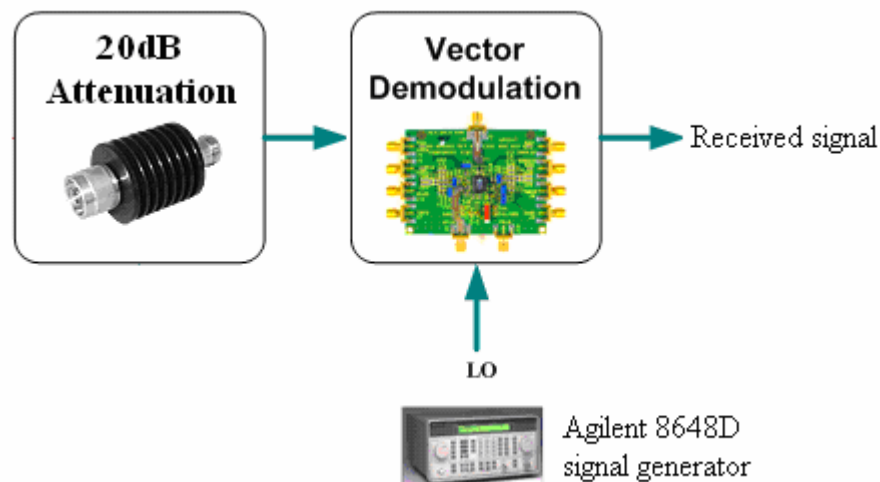 20dB
Attenuation
Vector
Demodulation
Received signal
LO
Agilent 8648D
signal generator